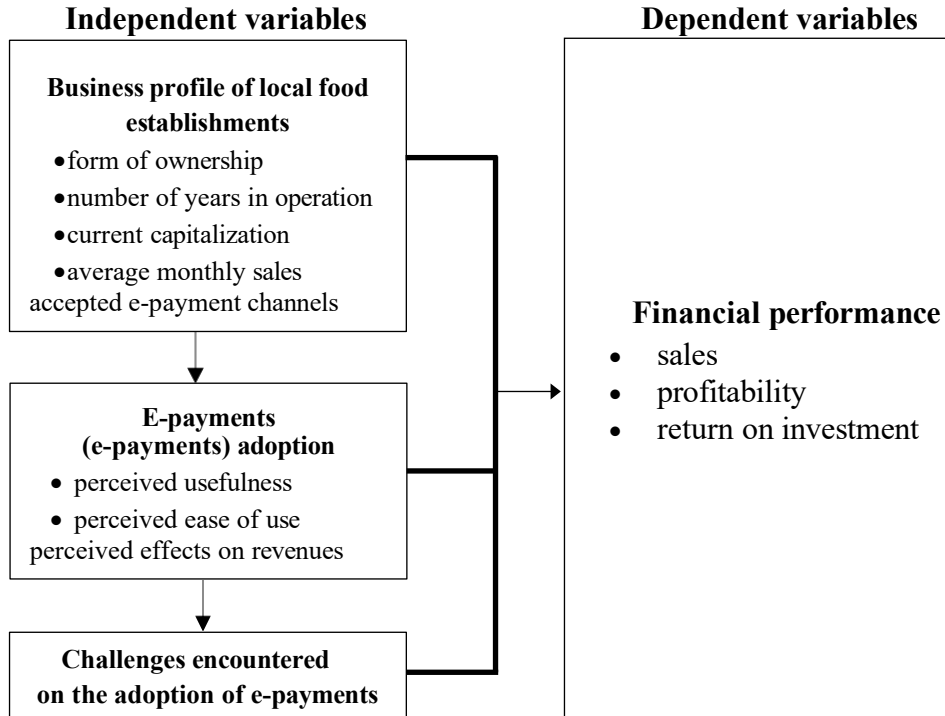 Independent variables
Business profile of local food
establishments
•form of ownership
•number of years in operation
•current capitalization
•average monthly sales
accepted e-payment channels
E-payments
(e-payments) adoption
• perceived usefulness
• perceived ease of use
perceived effects on revenues
Challenges encountered
on the adoption of e-payments
Dependent variables
Financial performance
• sales
• profitability
• return on investment